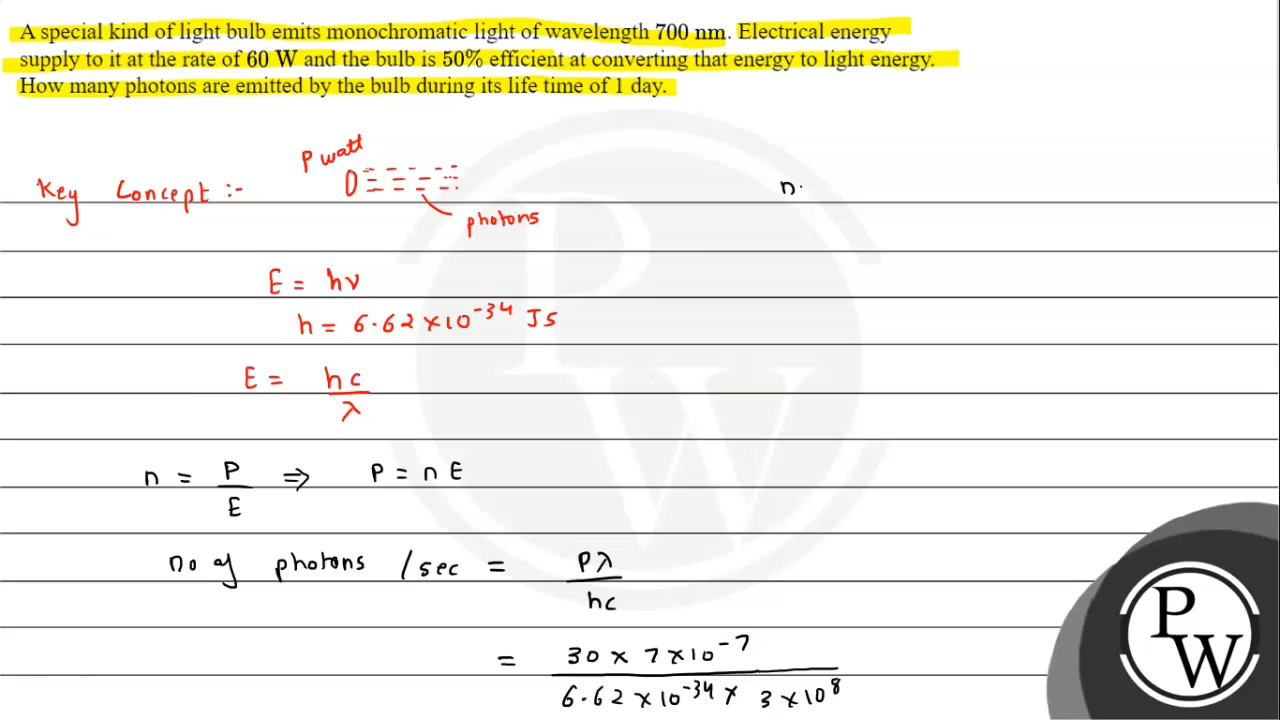 A special kind of light bulb emits monochromatic light of wavelength 700 nm. Electrical energy
supply to it at the rate of 60 W and the bulb is 50% efficient at converting that energy to light energy.
How many photons are emitted by the bulb during its life time of 1 day.
P watt
Key Concept :-
n.
photons
E = hν
h = 6.62 × 10⁻³⁴ Js
E = hc/λ
n = P/E ⇒ P = n E
no of photons /sec = Pλ/hc
= 30 × 7 × 10⁻⁷ / 6.62 × 10⁻³⁴ × 3 × 10⁸
PW
PW